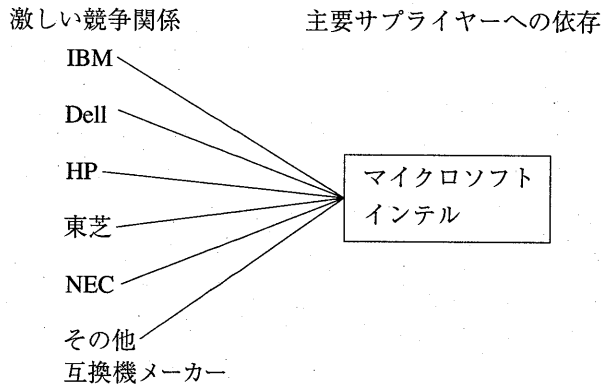 激しい競争関係
主要サプライヤーへの依存
IBM
Dell
HP
東芝
NEC
その他
互換機メーカー
マイクロソフト
インテル